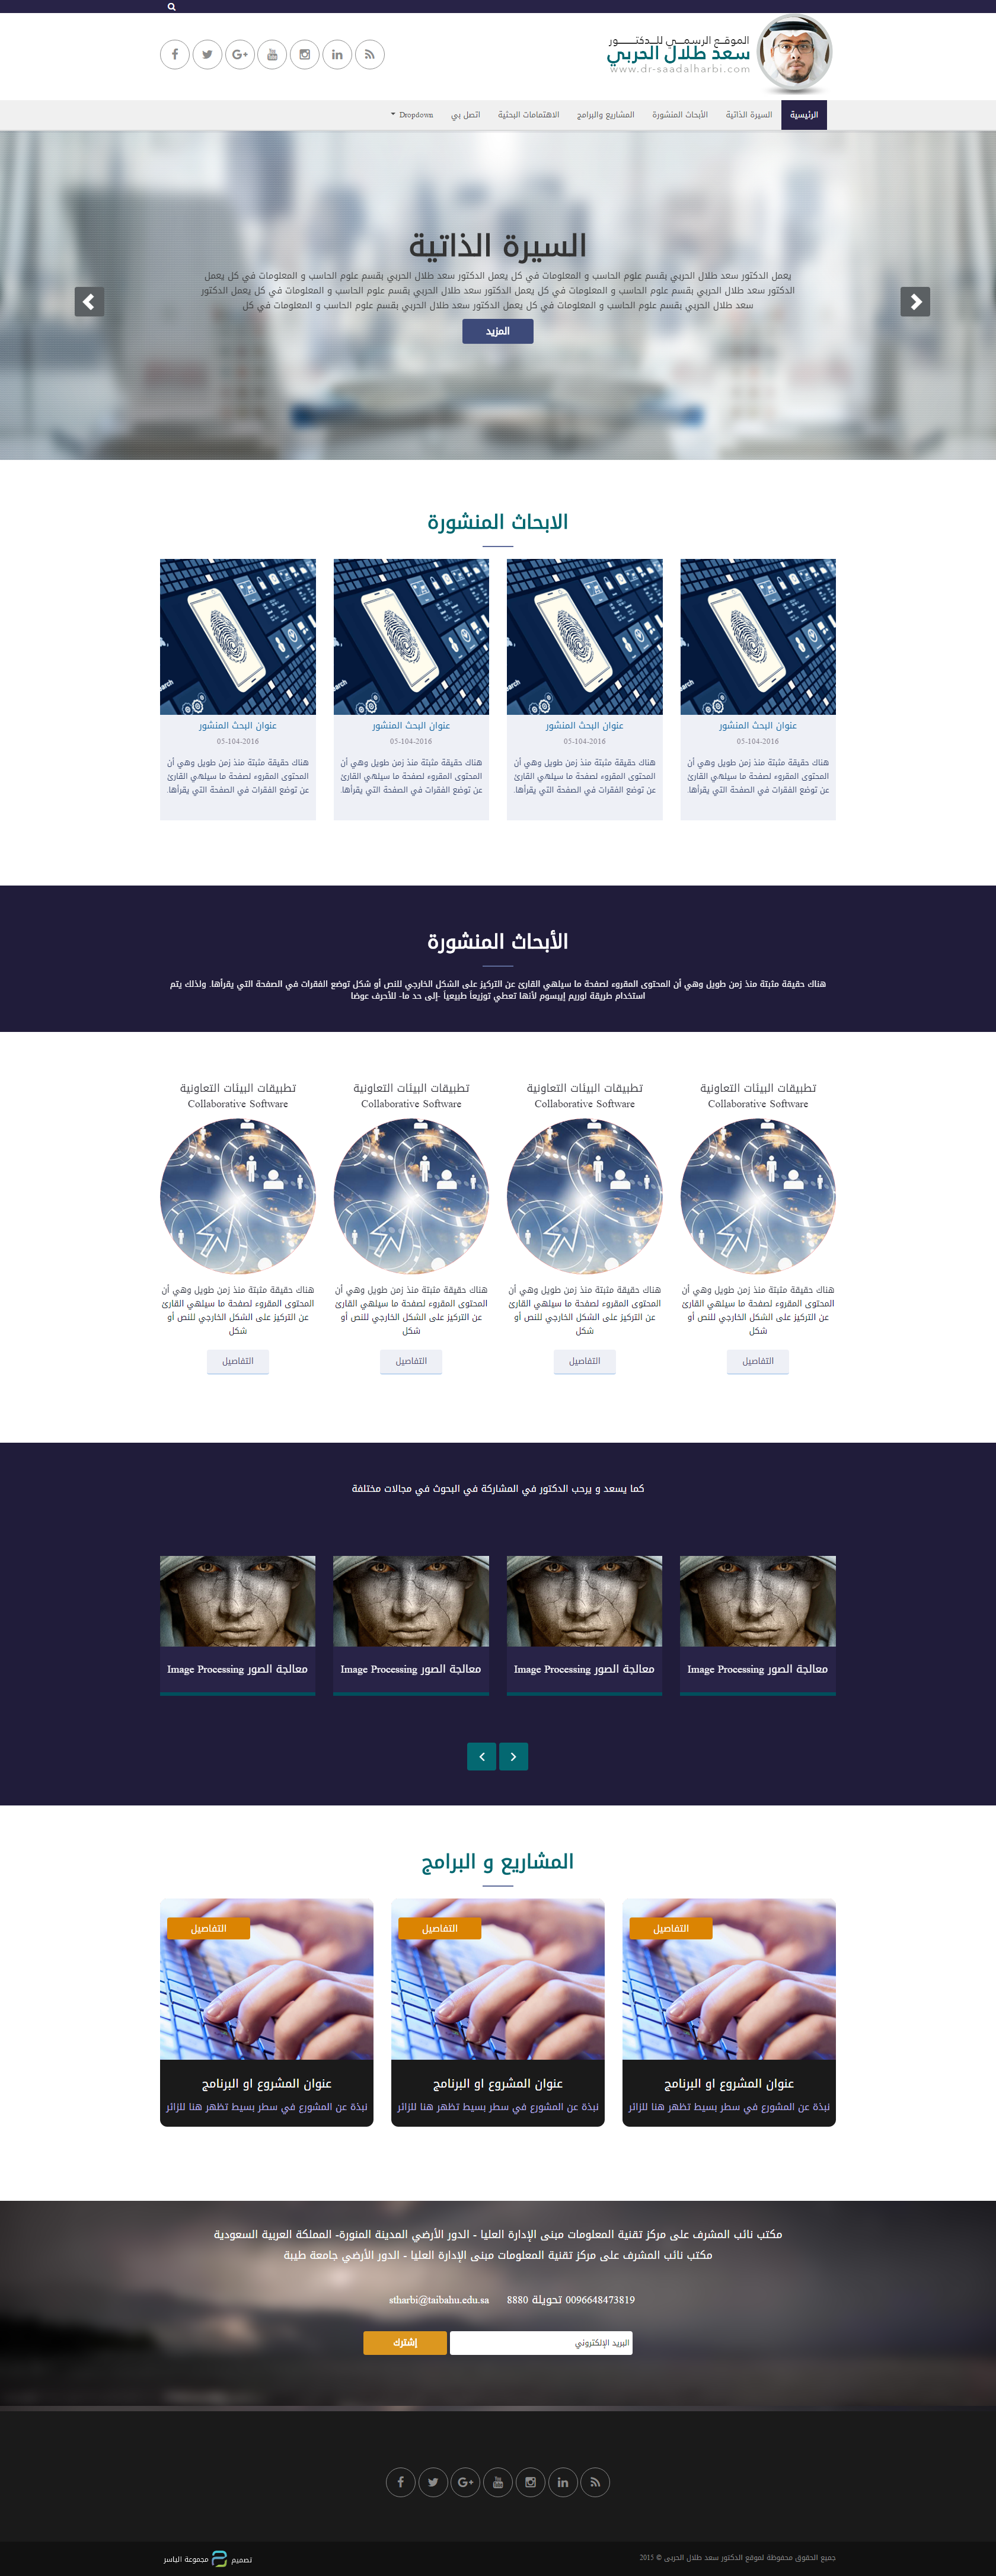 الموقع الرسمي للدكتور
سعد طلال الحربي
www.dr-saadalharbi.com
الرئيسية
السيرة الذاتية
الأبحاث المنشورة
المشاريع والبرامج
الاهتمامات البحثية
اتصل بي
Dropdown
السيرة الذاتية
يعمل الدكتور سعد طلال الحربي بقسم علوم الحاسب و المعلومات في كل يعمل
الدكتور سعد طلال الحربي بقسم علوم الحاسب و المعلومات في كل يعمل الدكتور سعد طلال الحربي بقسم علوم الحاسب و المعلومات في كل يعمل الدكتور
سعد طلال الحربي بقسم علوم الحاسب و المعلومات في كل يعمل الدكتور سعد طلال الحربي بقسم علوم الحاسب و المعلومات في كل
المزيد
الابحاث المنشورة
عنوان البحث المنشور
05-104-2016
هناك حقيقة مثبتة منذ زمن طويل وهي أن
المحتوى المقروء لصفحة ما سيلهي القارئ
عن توضع الفقرات في الصفحة التي يقرأها.
عنوان البحث المنشور
05-104-2016
هناك حقيقة مثبتة منذ زمن طويل وهي أن
المحتوى المقروء لصفحة ما سيلهي القارئ
عن توضع الفقرات في الصفحة التي يقرأها.
عنوان البحث المنشور
05-104-2016
هناك حقيقة مثبتة منذ زمن طويل وهي أن
المحتوى المقروء لصفحة ما سيلهي القارئ
عن توضع الفقرات في الصفحة التي يقرأها.
عنوان البحث المنشور
05-104-2016
هناك حقيقة مثبتة منذ زمن طويل وهي أن
المحتوى المقروء لصفحة ما سيلهي القارئ
عن توضع الفقرات في الصفحة التي يقرأها.
الأبحاث المنشورة
هناك حقيقة مثبتة منذ زمن طويل وهي أن المحتوى المقروء لصفحة ما سيلهي القارئ عن التركيز على الشكل الخارجي للنص أو شكل توضع الفقرات في الصفحة التي يقرأها. ولذلك يتم
استخدام طريقة لوريم إيبسوم لأنها تعطي توزيعاَ طبيعياَ -إلى حد ما- للأحرف عوضا
تطبيقات البيئات التعاونية
Collaborative Software
هناك حقيقة مثبتة منذ زمن طويل وهي أن
المحتوى المقروء لصفحة ما سيلهي القارئ
عن التركيز على الشكل الخارجي للنص أو
شكل
التفاصيل
تطبيقات البيئات التعاونية
Collaborative Software
هناك حقيقة مثبتة منذ زمن طويل وهي أن
المحتوى المقروء لصفحة ما سيلهي القارئ
عن التركيز على الشكل الخارجي للنص أو
شكل
التفاصيل
تطبيقات البيئات التعاونية
Collaborative Software
هناك حقيقة مثبتة منذ زمن طويل وهي أن
المحتوى المقروء لصفحة ما سيلهي القارئ
عن التركيز على الشكل الخارجي للنص أو
شكل
التفاصيل
تطبيقات البيئات التعاونية
Collaborative Software
هناك حقيقة مثبتة منذ زمن طويل وهي أن
المحتوى المقروء لصفحة ما سيلهي القارئ
عن التركيز على الشكل الخارجي للنص أو
شكل
التفاصيل
كما يسعد و يرحب الدكتور في المشاركة في البحوث في مجالات مختلفة
معالجة الصور Image Processing
معالجة الصور Image Processing
معالجة الصور Image Processing
معالجة الصور Image Processing
المشاريع و البرامج
التفاصيل
عنوان المشروع او البرنامج
نبذة عن المشورع في سطر بسيط تظهر هنا للزائر
التفاصيل
عنوان المشروع او البرنامج
نبذة عن المشورع في سطر بسيط تظهر هنا للزائر
التفاصيل
عنوان المشروع او البرنامج
نبذة عن المشورع في سطر بسيط تظهر هنا للزائر
مكتب نائب المشرف على مركز تقنية المعلومات مبنى الإدارة العليا - الدور الأرضي المدينة المنورة- المملكة العربية السعودية
مكتب نائب المشرف على مركز تقنية المعلومات مبنى الإدارة العليا - الدور الأرضي جامعة طيبة
0096648473819 تحويلة 8880 stharbi@taibahu.edu.sa
البريد الإلكتروني
إشترك
جميع الحقوق محفوظة لموقع الدكتور سعد طلال الحربى © 2015
تصميم مجموعة الياسر